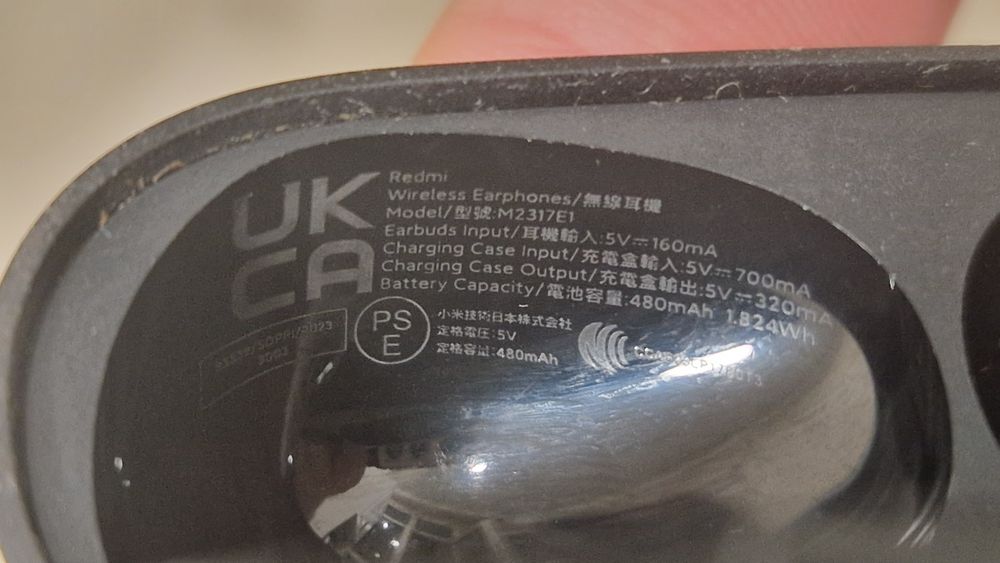 UK
CA
Redmi
Wireless Earphones/無線耳機
Model/型號:M2317E1
Earbuds Input/耳機輸入:5V⎓160mA
Charging Case Input/充電盒輸入:5V⎓700mA
Charging Case Output/充電盒輸出:5V⎓320mA
Battery Capacity/電池容量:480mAh 1.824Wh
PS
E
小米技術日本株式会社
定格電圧:5V
定格容量:480mAh